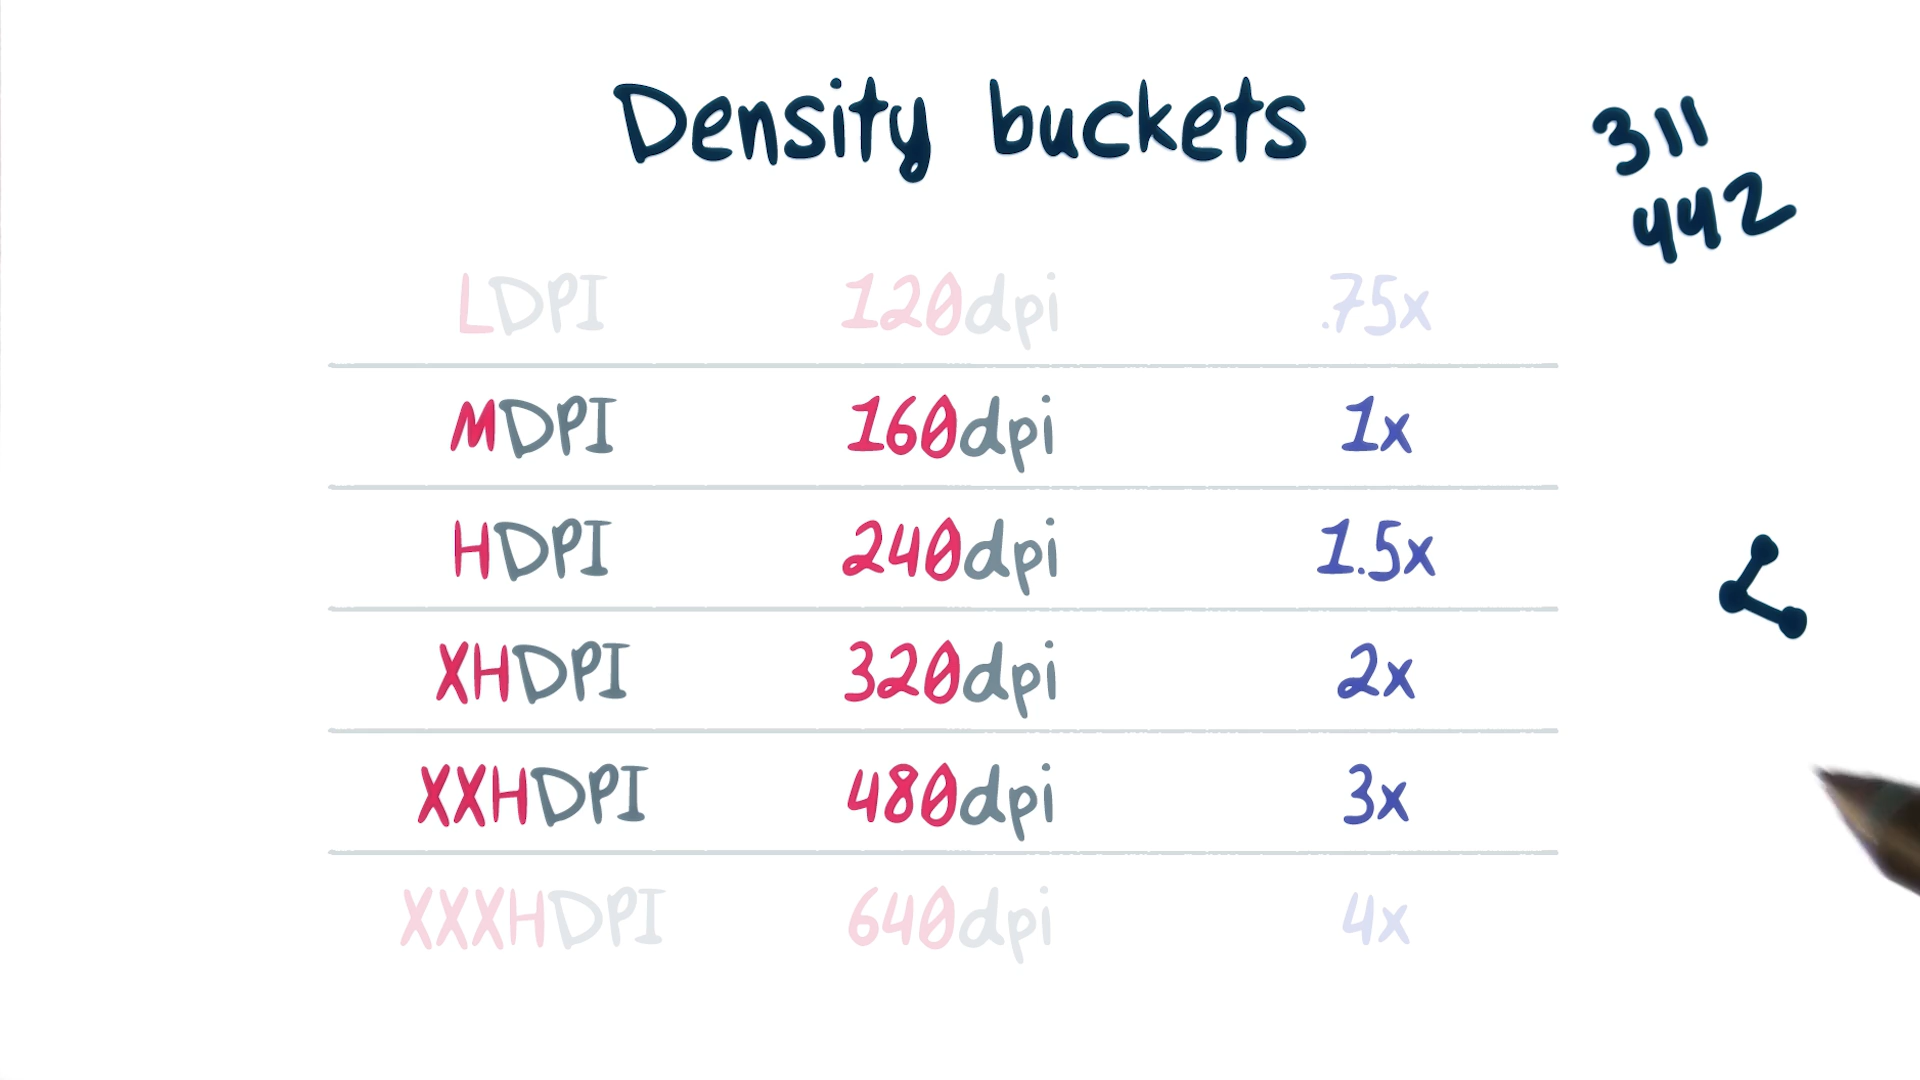 Density buckets
311
442
LDPI 120dpi .75x
MDPI 160dpi 1x
HDPI 240dpi 1.5x
XHDPI 320dpi 2x
XXHDPI 480dpi 3x
XXXHDPI 640dpi 4x